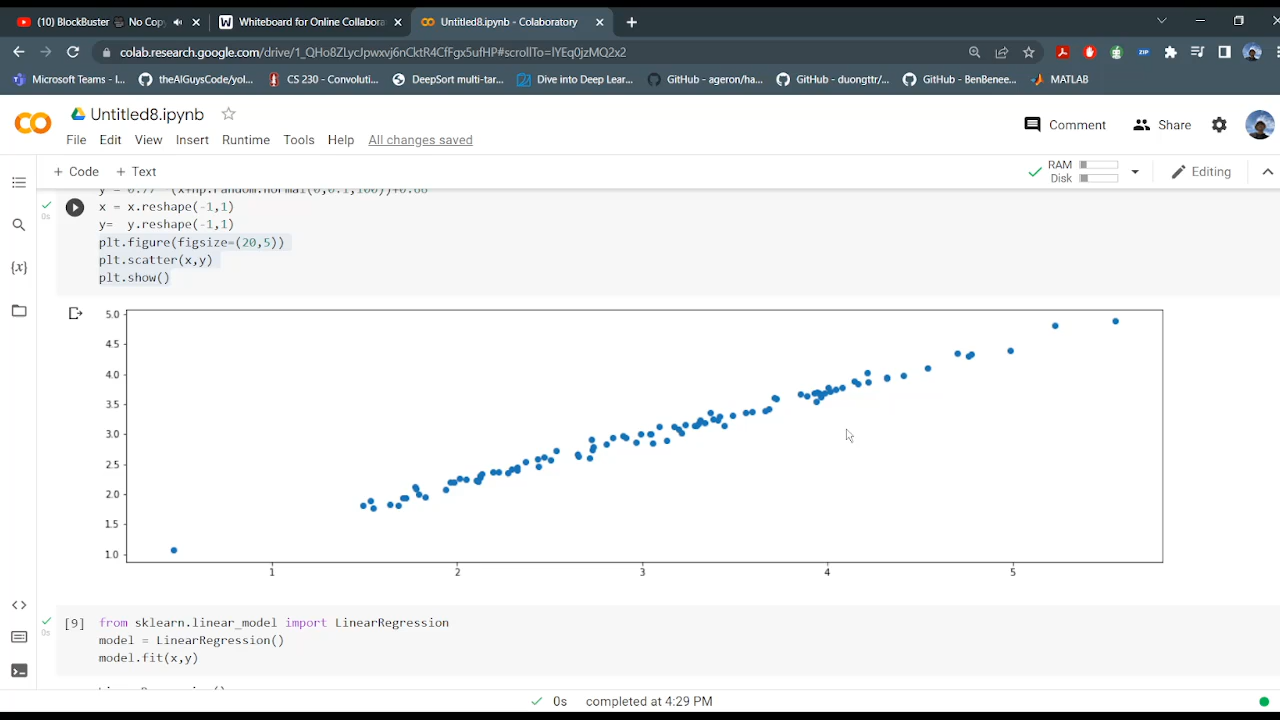 (10) BlockBuster No Copy
Whiteboard for Online Collabora
Untitled8.ipynb - Colaboratory
colab.research.google.com/drive/1_QHo8ZLycJpwxvi6nCktR4CfFgx5ufHP#scrollTo=lYEq0jzMQ2x2
Microsoft Teams - I...
theAIGuysCode/yol...
CS 230 - Convoluti...
DeepSort multi-tar...
Dive into Deep Lear...
GitHub - ageron/ha...
GitHub - duongttr/...
GitHub - BenBenee...
MATLAB
CO
Untitled8.ipynb
File Edit View Insert Runtime Tools Help All changes saved
Comment Share
+ Code + Text
RAM
Disk
Editing
0s
x = x.reshape(-1,1)
y= y.reshape(-1,1)
plt.figure(figsize=(20,5))
plt.scatter(x,y)
plt.show()
{x}
5.0
4.5
4.0
3.5
3.0
2.5
2.0
1.5
1.0
1 2 3 4 5
0s
[9] from sklearn.linear_model import LinearRegression
model = LinearRegression()
model.fit(x,y)
0s completed at 4:29 PM